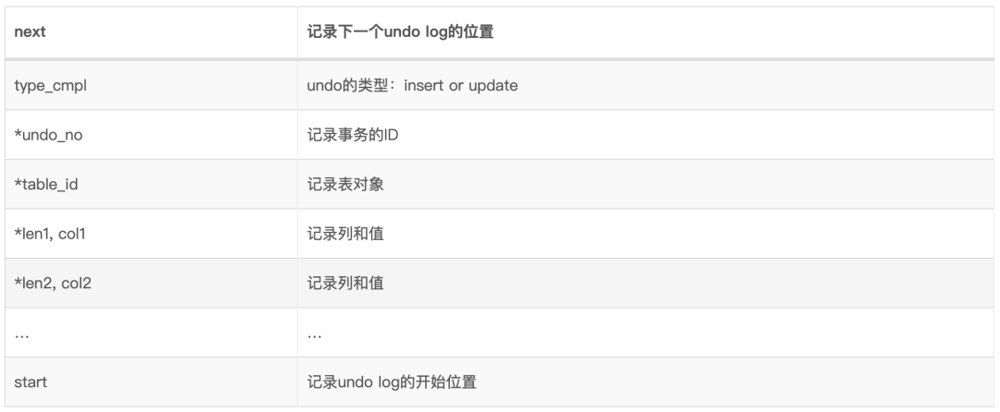 next 记录下一个undo log的位置
type_cmpl undo的类型：insert or update
*undo_no 记录事务的ID
*table_id 记录表对象
*len1, col1 记录列和值
*len2, col2 记录列和值
… …
start 记录undo log的开始位置